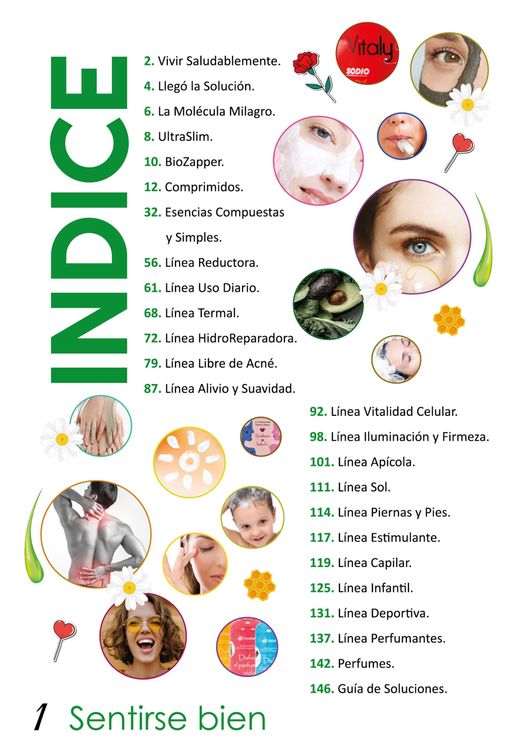 INDICE
2. Vivir Saludablemente.
4. Llegó la Solución.
6. La Molécula Milagro.
8. UltraSlim.
10. BioZapper.
12. Comprimidos.
32. Esencias Compuestas
y Simples.
56. Línea Reductora.
61. Línea Uso Diario.
68. Línea Termal.
72. Línea HidroReparadora.
79. Línea Libre de Acné.
87. Línea Alivio y Suavidad.
Vitaly
SODIO
92. Línea Vitalidad Celular.
98. Línea Iluminación y Firmeza.
101. Línea Apícola.
111. Línea Sol.
114. Línea Piernas y Pies.
117. Línea Estimulante.
119. Línea Capilar.
125. Línea Infantil.
131. Línea Deportiva.
137. Línea Perfumantes.
142. Perfumes.
146. Guía de Soluciones.
1 Sentirse bien